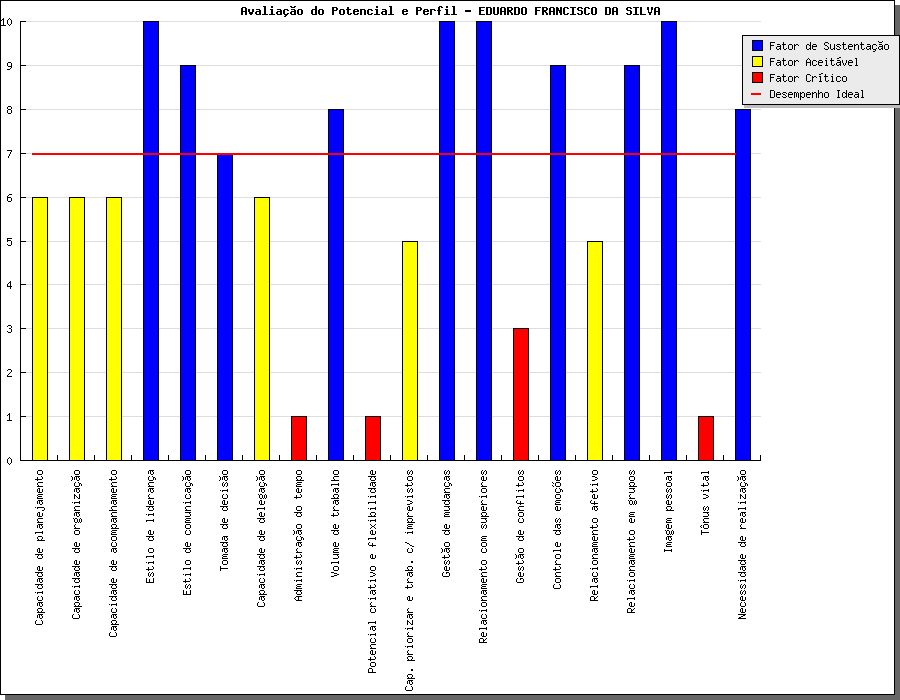 Avaliação do Potencial e Perfil - EDUARDO FRANCISCO DA SILVA
Fator de Sustentação
Fator Aceitável
Fator Crítico
Desempenho Ideal
10
9
8
7
6
5
4
3
2
1
0
Capacidade de planejamento
Capacidade de organização
Capacidade de acompanhamento
Estilo de liderança
Estilo de comunicação
Tomada de decisão
Capacidade de delegação
Administração do tempo
Volume de trabalho
Potencial criativo e flexibilidade
Cap. priorizar e trab. c/ imprevistos
Gestão de mudanças
Relacionamento com superiores
Gestão de conflitos
Controle das emoções
Relacionamento afetivo
Relacionamento em grupos
Imagem pessoal
Tônus vital
Necessidade de realização